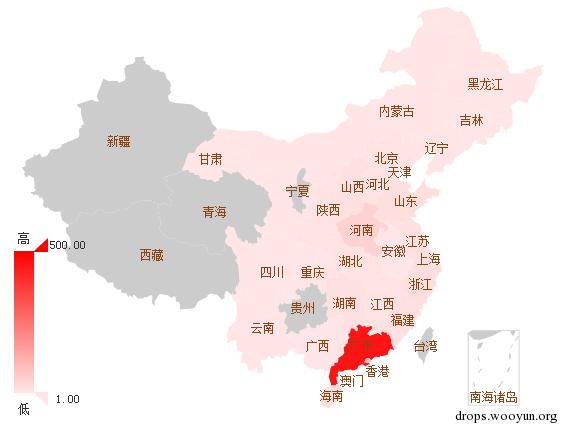 黑龙江
内蒙古
吉林
新疆
辽宁
甘肃
北京
天津
宁夏
山西
河北
山东
青海
陕西
河南
江苏
高
500.00
西藏
安徽
上海
湖北
四川
重庆
浙江
贵州
湖南
江西
福建
云南
广西
台湾
香港
澳门
1.00
低
海南
南海诸岛
drops.wooyun.org